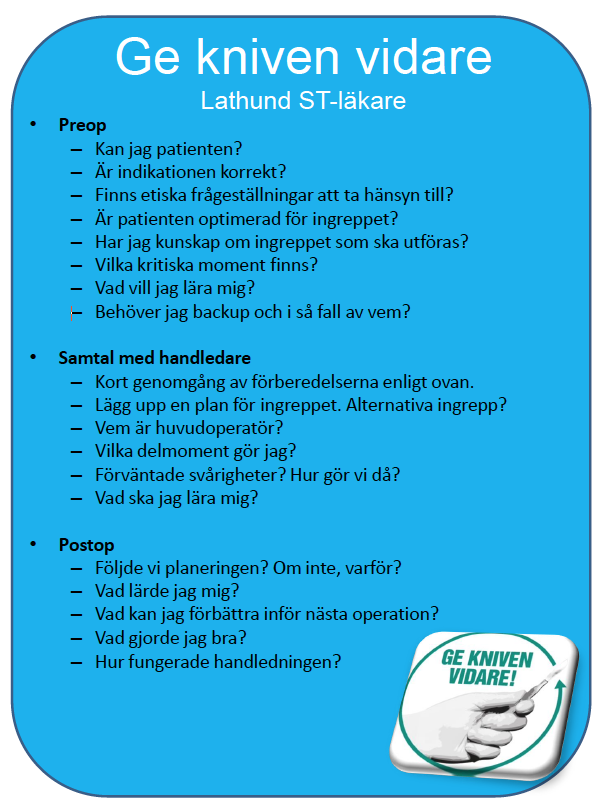 Ge kniven vidare
Lathund ST-läkare
• Preop
– Kan jag patienten?
– Är indikationen korrekt?
– Finns etiska frågeställningar att ta hänsyn till?
– Är patienten optimerad för ingreppet?
– Har jag kunskap om ingreppet som ska utföras?
– Vilka kritiska moment finns?
– Vad vill jag lära mig?
– Behöver jag backup och i så fall av vem?
• Samtal med handledare
– Kort genomgång av förberedelserna enligt ovan.
– Lägg upp en plan för ingreppet. Alternativa ingrepp?
– Vem är huvudoperatör?
– Vilka delmoment gör jag?
– Förväntade svårigheter? Hur gör vi då?
– Vad ska jag lära mig?
• Postop
– Följde vi planeringen? Om inte, varför?
– Vad lärde jag mig?
– Vad kan jag förbättra inför nästa operation?
– Vad gjorde jag bra?
– Hur fungerade handledningen?
GE KNIVEN
VIDARE!